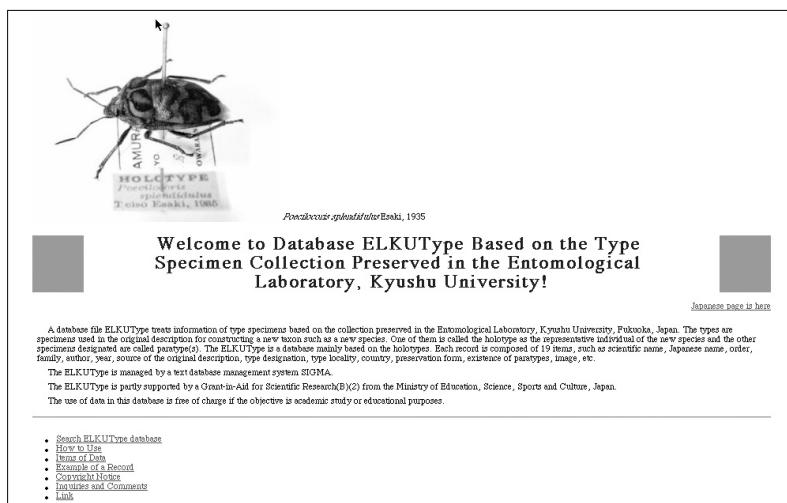 AMURA
YO
OWARAS
HOLOTYPE
Poecilocoris
splendidulus
Teiso Esaki, 1935
Poecilocoris splendidulus Esaki, 1935
Welcome to Database ELKUType Based on the Type
Specimen Collection Preserved in the Entomological
Laboratory, Kyushu University!
Japanese page is here
A database file ELKUType treats information of type specimens based on the collection preserved in the Entomological Laboratory, Kyushu University, Fukuoka, Japan. The types are
specimens used in the original description for constructing a new taxon such as a new species. One of them is called the holotype as the representative individual of the new species and the other
specimens designated are called paratype(s). The ELKUType is a database mainly based on the holotypes. Each record is composed of 19 items, such as scientific name, Japanese name, order,
family, author, year, source of the original description, type designation, type locality, country, preservation form, existence of paratypes, image, etc.
The ELKUType is managed by a text database management system SIGMA.
The ELKUType is partly supported by a Grant-in-Aid for Scientific Research(B)(2) from the Ministry of Education, Science, Sports and Culture, Japan.
The use of data in this database is free of charge if the objective is academic study or educational purposes.
Search ELKUType database
How to Use
Items of Data
Example of a Record
Copyright Notice
Inquiries and Comments
Link